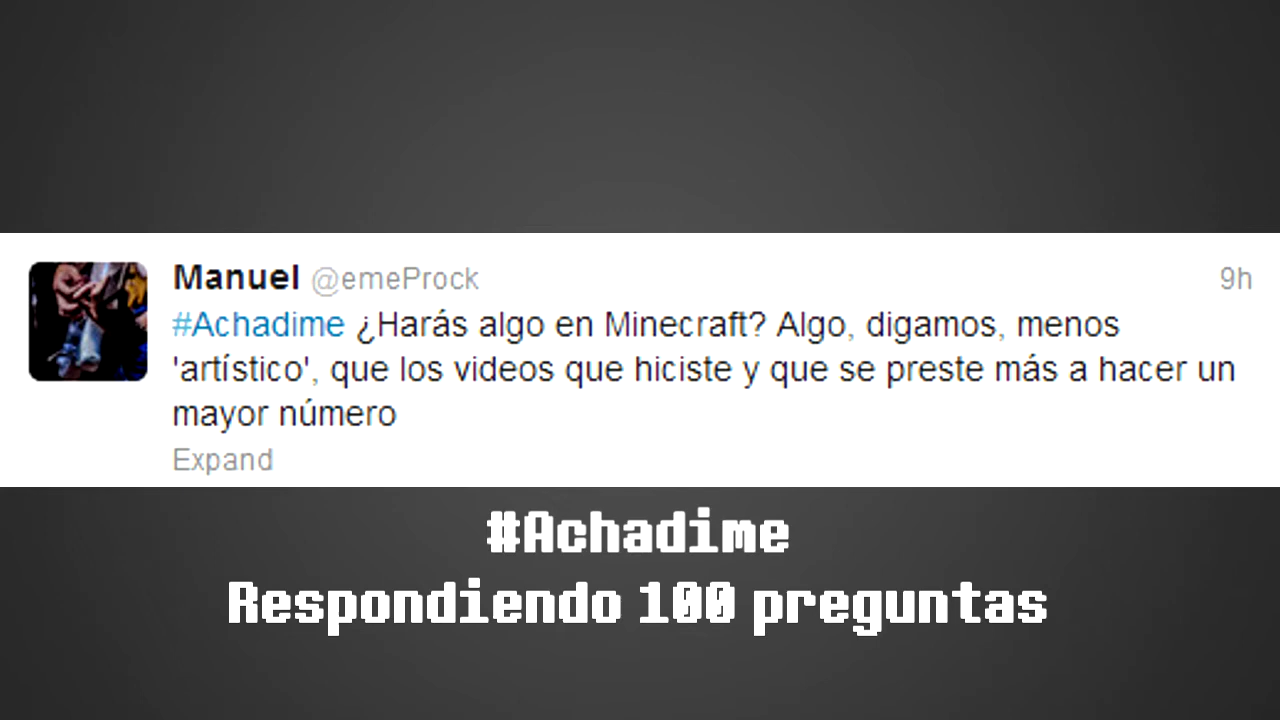 Manuel @emeProck 9h
#Achadime ¿Harás algo en Minecraft? Algo, digamos, menos
'artístico', que los videos que hiciste y que se preste más a hacer un
mayor número
Expand
#Achadime
Respondiendo 100 preguntas